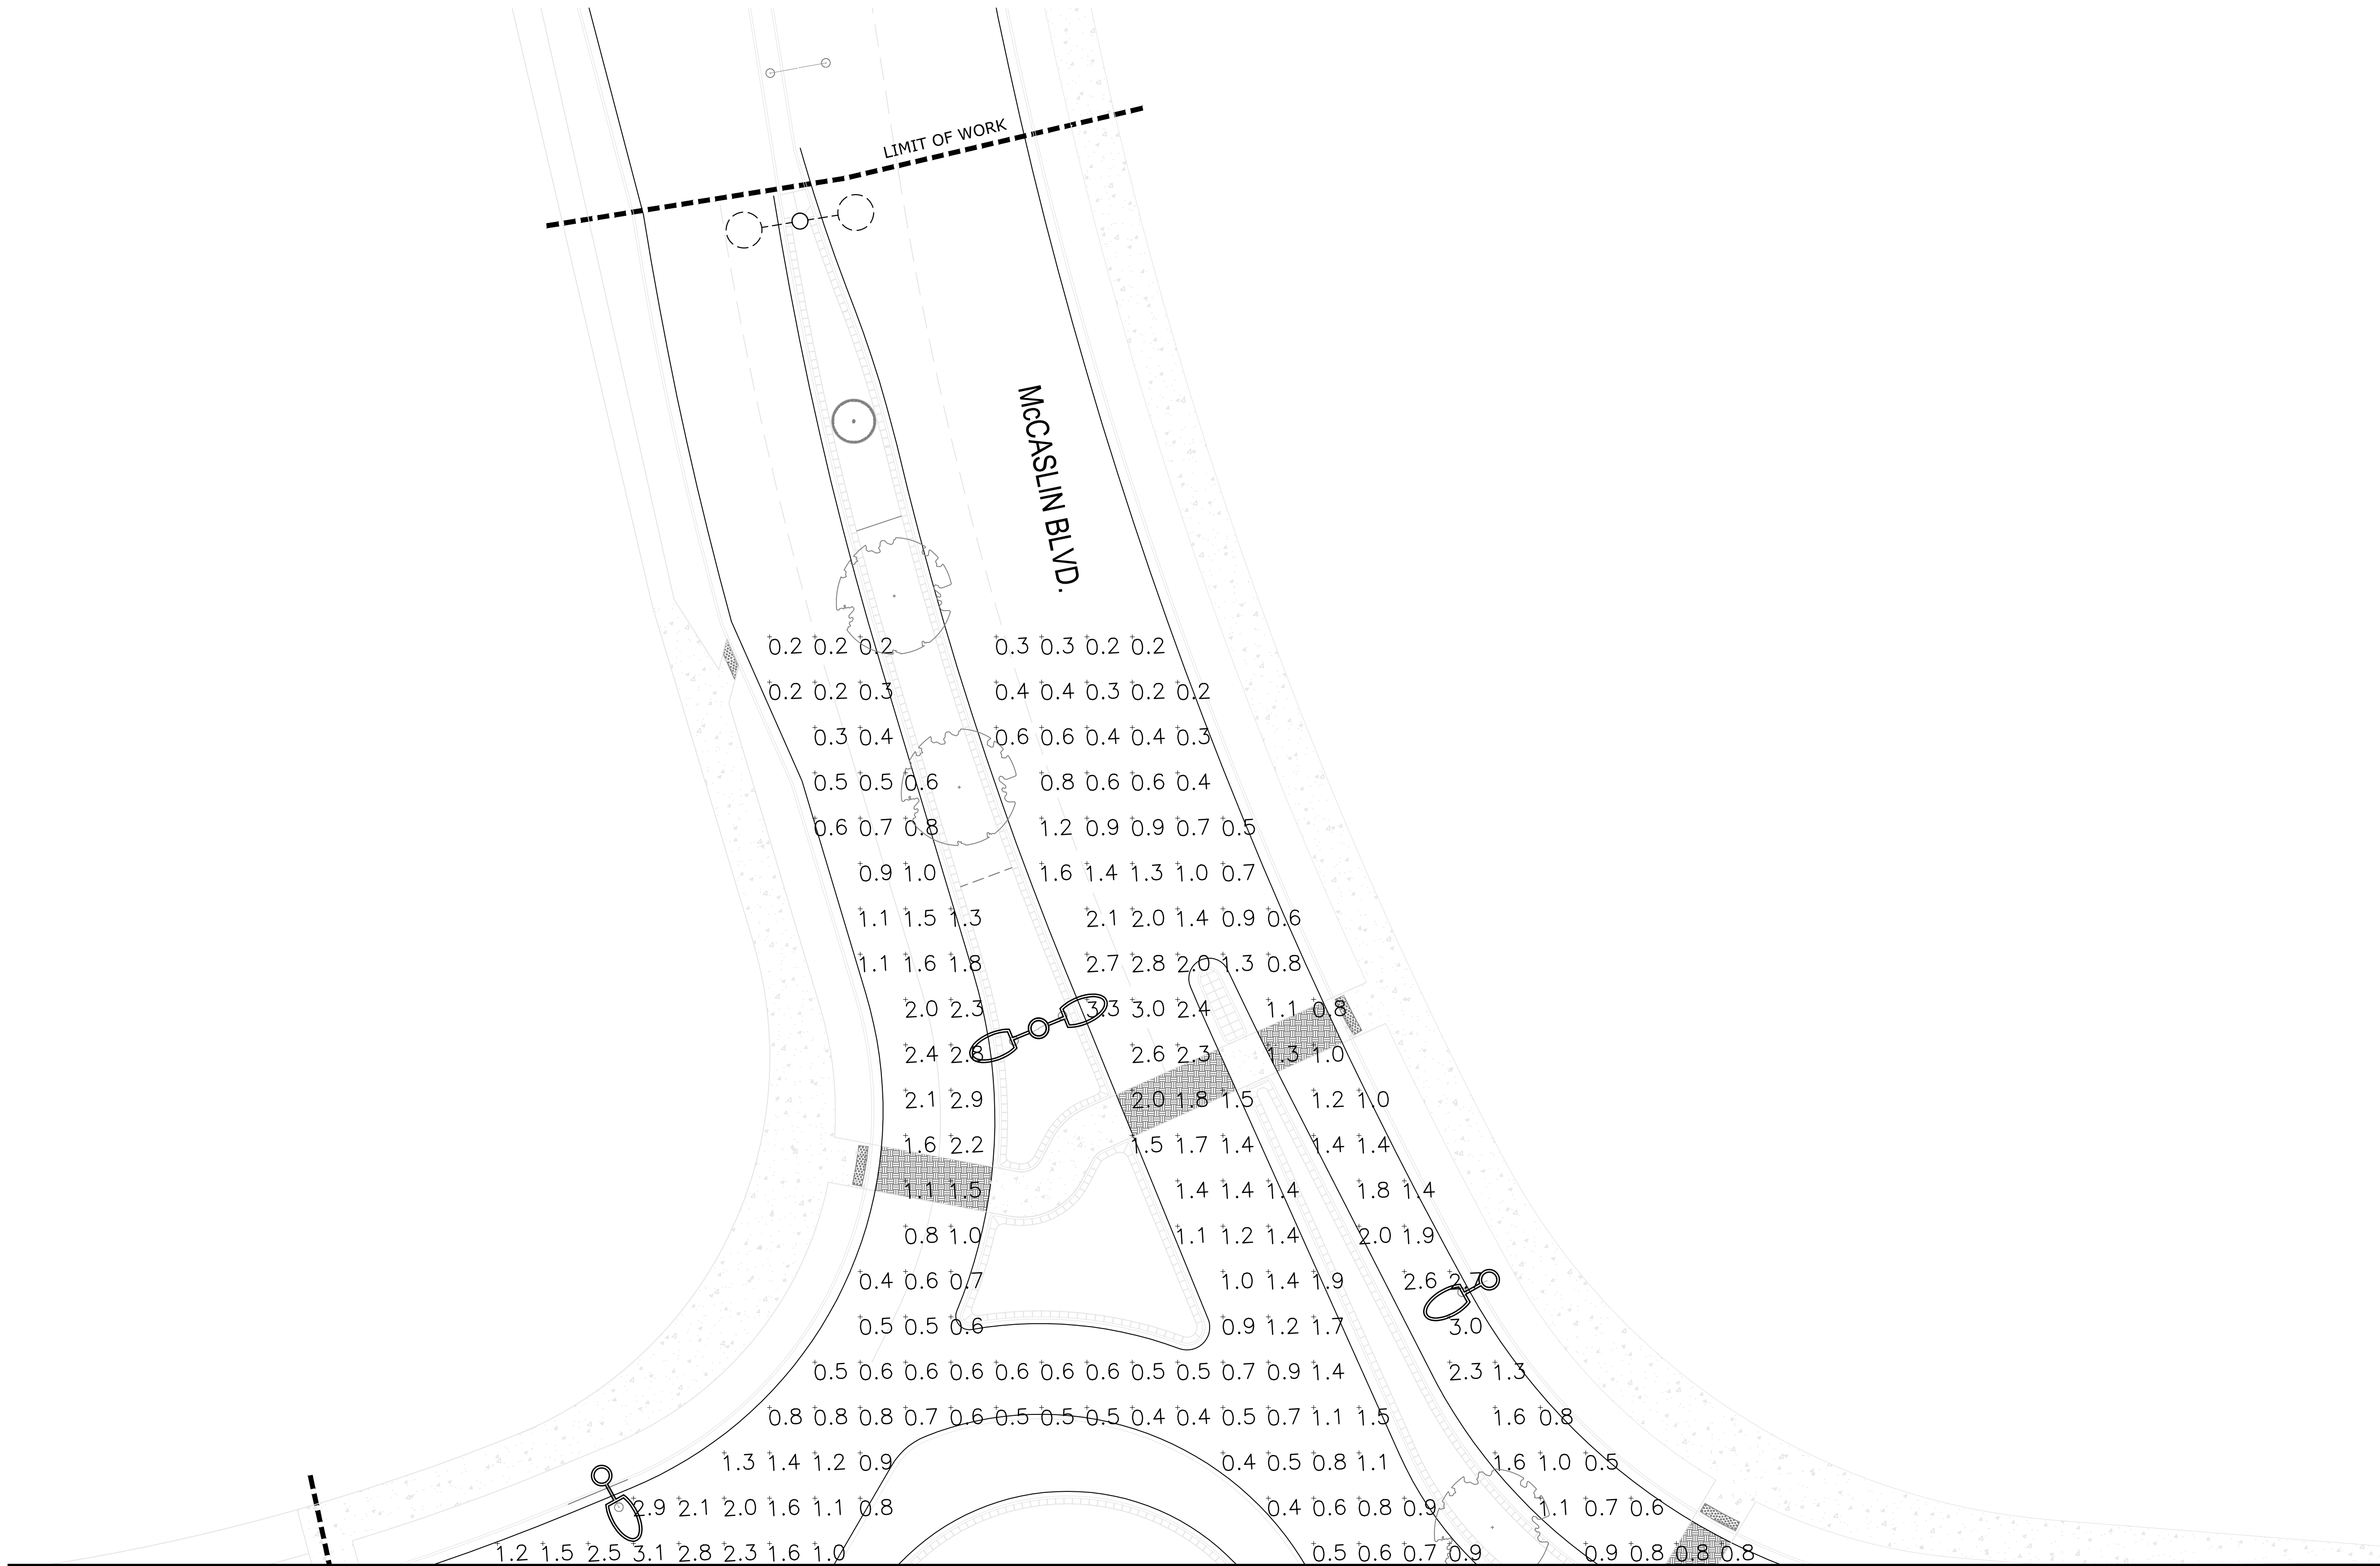 LIMIT OF WORK
McCASLIN BLVD.
0.2 0.2 0.2 0.3 0.3 0.2 0.2
0.2 0.2 0.3 0.4 0.4 0.3 0.2 0.2
0.3 0.4 0.6 0.6 0.4 0.4 0.3
0.5 0.5 0.6 0.8 0.6 0.6 0.4
0.6 0.7 0.8 1.2 0.9 0.9 0.7 0.5
0.9 1.0 1.6 1.4 1.3 1.0 0.7
1.1 1.5 1.3 2.1 2.0 1.4 0.9 0.6
1.1 1.6 1.8 2.7 2.8 2.0 1.3 0.8
2.0 2.3 3.3 3.0 2.4 1.1 0.8
2.4 2.8 2.6 2.3 1.3 1.0
2.1 2.9 2.0 1.8 1.5 1.2 1.0
1.6 2.2 1.5 1.7 1.4 1.4 1.4
1.1 1.5 1.4 1.4 1.4 1.8 1.4
0.8 1.0 1.1 1.2 1.4 2.0 1.9
0.4 0.6 0.7 1.0 1.4 1.9 2.6 2.7
0.5 0.5 0.6 0.9 1.2 1.7 3.0
0.5 0.6 0.6 0.6 0.6 0.6 0.6 0.5 0.5 0.7 0.9 1.4 2.3 1.3
0.8 0.8 0.8 0.7 0.6 0.5 0.5 0.5 0.4 0.4 0.5 0.7 1.1 1.5 1.6 0.8
1.3 1.4 1.2 0.9 0.4 0.5 0.8 1.1 1.6 1.0 0.5
2.9 2.1 2.0 1.6 1.1 0.8 0.4 0.6 0.8 0.9 1.1 0.7 0.6
1.2 1.5 2.5 3.1 2.8 2.3 1.6 1.0 0.5 0.6 0.7 0.9 0.9 0.8 0.8 0.8